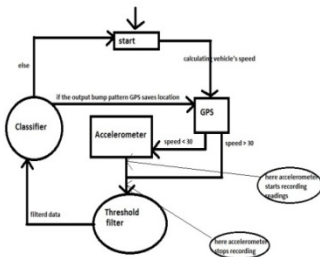 start
calculating vehicle's speed
else
if the output bump pattern GPS saves location
GPS
Classifier
Accelerometer
speed < 30
speed > 30
here accelerometer
starts recording
readings
filterd data
Threshold
filter
here accelerometer
stops recording